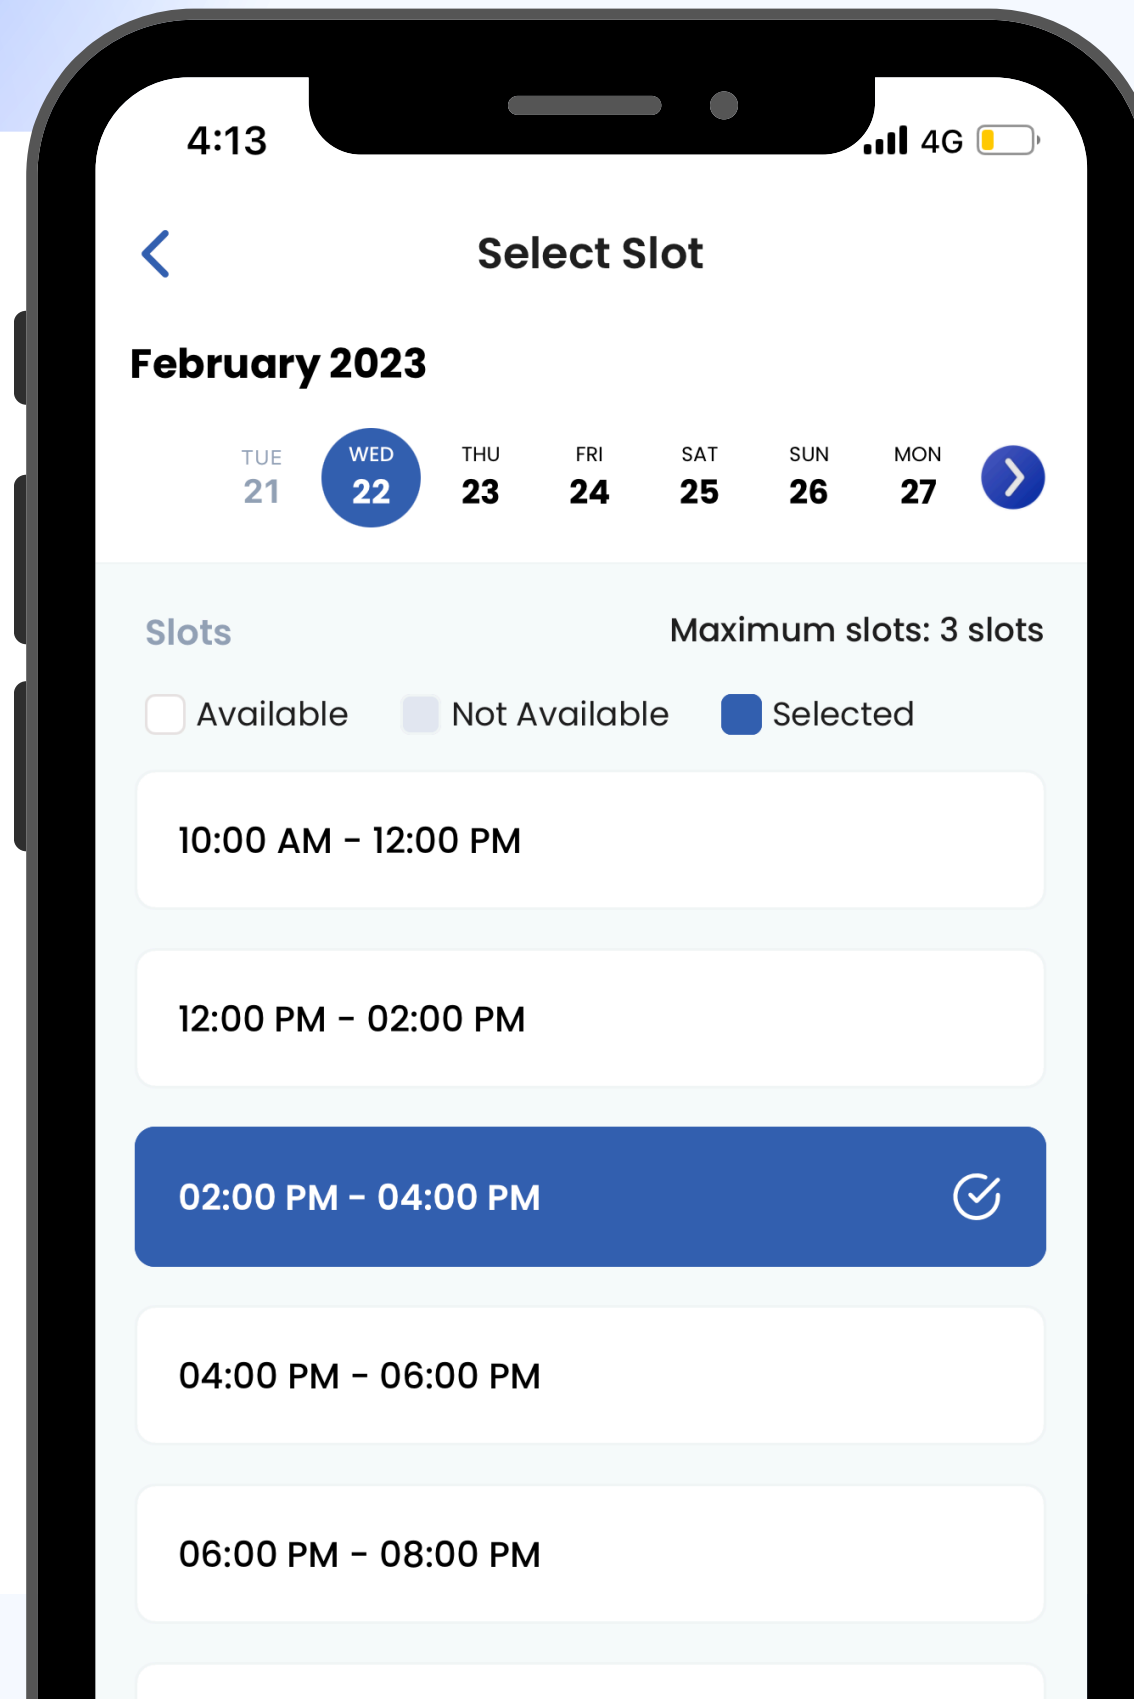 4:13 4G
Select Slot
February 2023
TUE WED THU FRI SAT SUN MON
21 22 23 24 25 26 27
Slots Maximum slots: 3 slots
Available Not Available Selected
10:00 AM - 12:00 PM
12:00 PM - 02:00 PM
02:00 PM - 04:00 PM
04:00 PM - 06:00 PM
06:00 PM - 08:00 PM